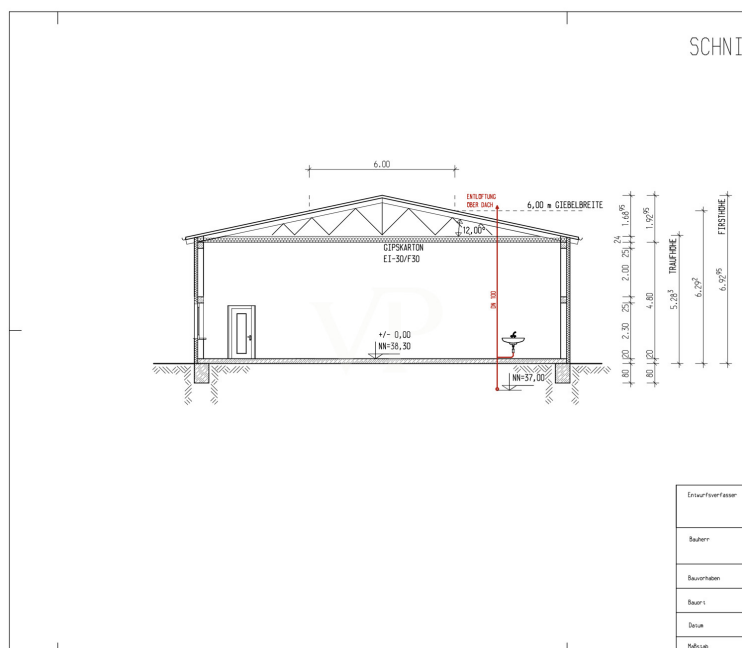 SCHNI
6.00
ENTLÜFTUNG
ÜBER DACH
6,00 m GIEBELBREITE
12,00°
GIPSKARTON
EI-30/F30
DN 100
+/- 0,00
NN=38,30
NN=37,00
1.68⁹⁵
24
25
2.00
25
2.30
20
80
1.92⁹⁵
4.80
20
80
TRAUFHÖHE
5.28³
6.29²
FIRSTHÖHE
6.92⁹⁵
VP
Entwurfsverfasser
Bauherr
Bauvorhaben
Bauort
Datum
Maßstab